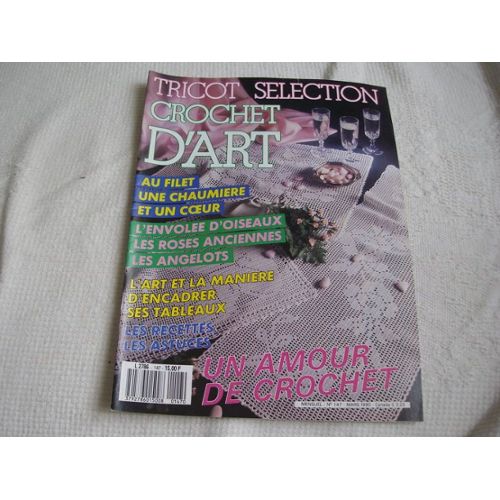 TRICOT SELECTION
CROCHET
D'ART
AU FILET
UNE CHAUMIERE
ET UN CŒUR
L'ENVOLEE D'OISEAUX
LES ROSES ANCIENNES
LES ANGELOTS
L'ART ET LA MANIERE
D'ENCADRER
SES TABLEAUX
LES RECETTES
LES ASTUCES
L 2786 - 147 - 15,00 F
UN AMOUR
DE CROCHET
MENSUEL - N° 147 - MARS 1990